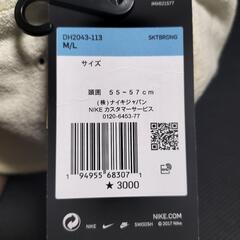 DH2043-113
SKTBRDNG
M/L
サイズ
頭囲 55~57cm
(株)ナイキジャパン
NIKE カスタマーサービス
0120-6453-77
1 94955 68307 1
★ 3000
NIKE
SWOOSH
NIKE.COM
© 2017 NIKE